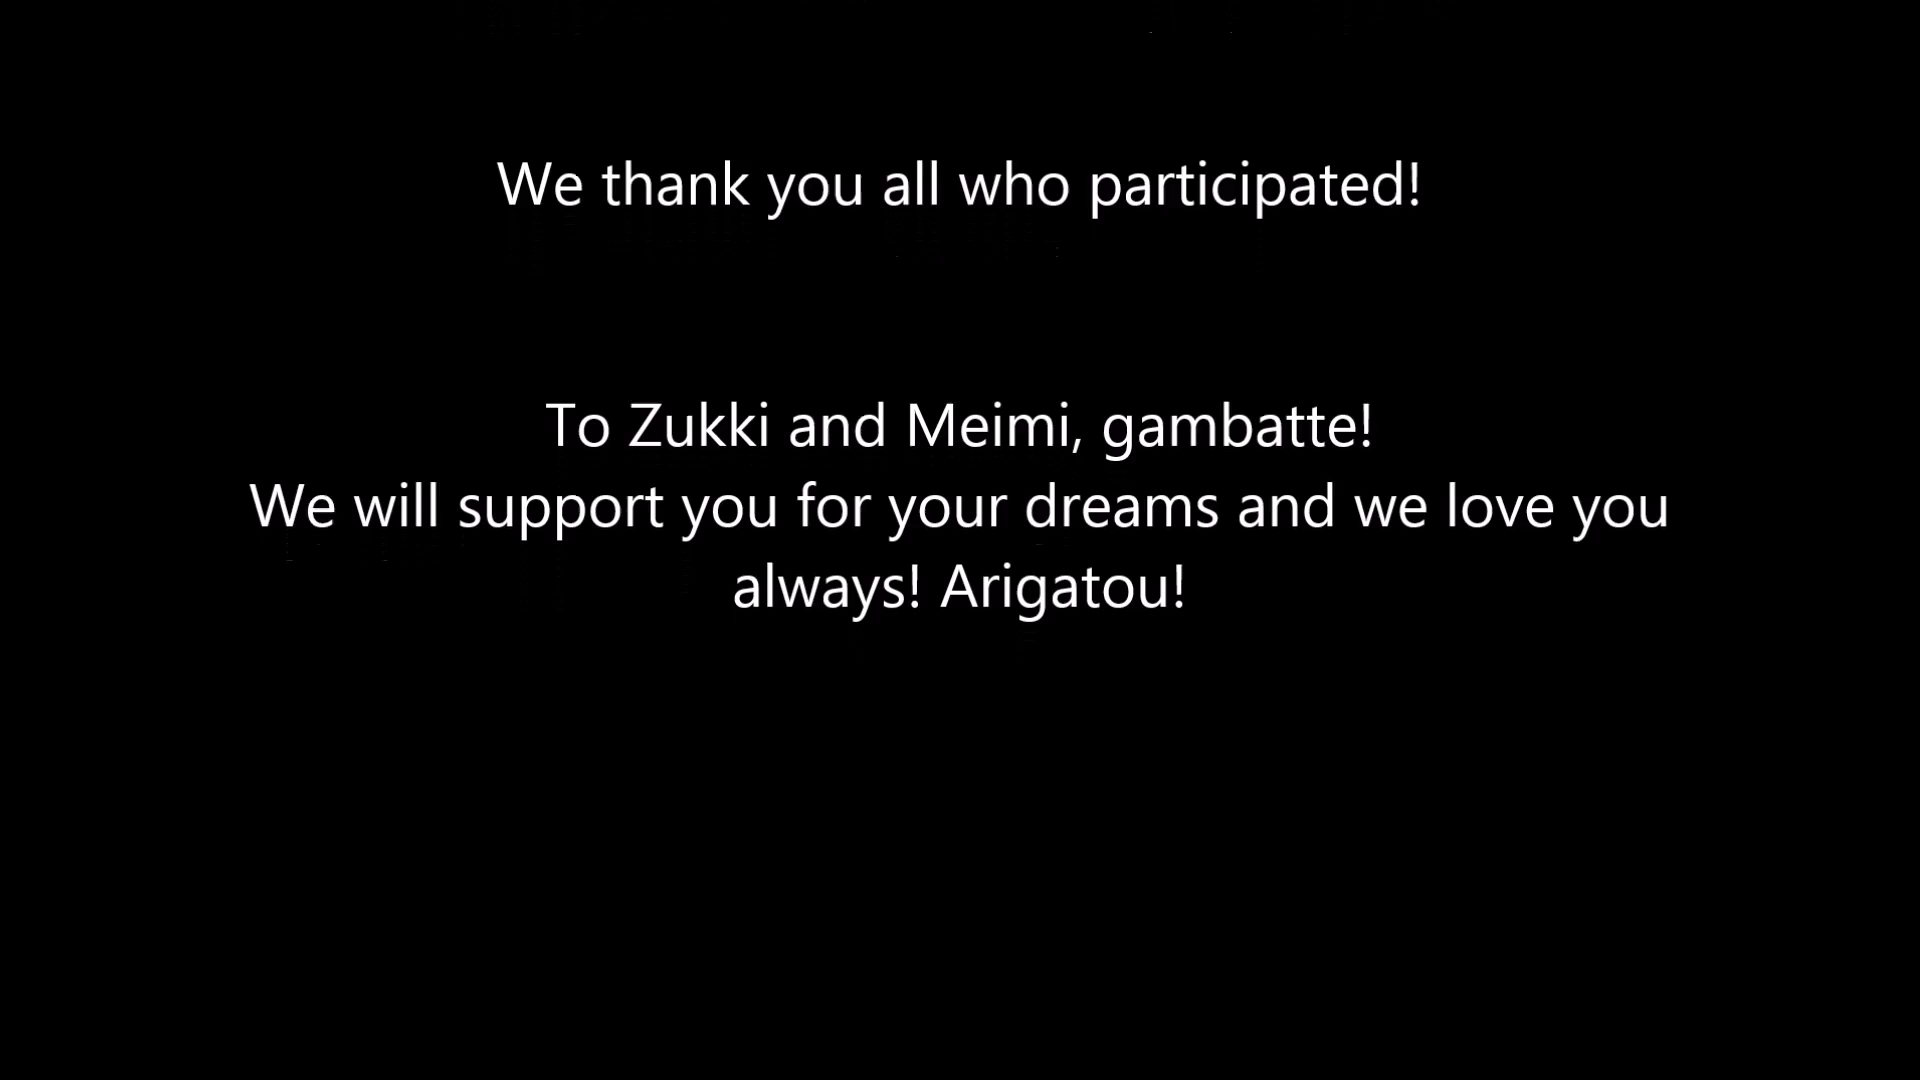 We thank you all who participated!
To Zukki and Meimi, gambatte!
We will support you for your dreams and we love you
always! Arigatou!